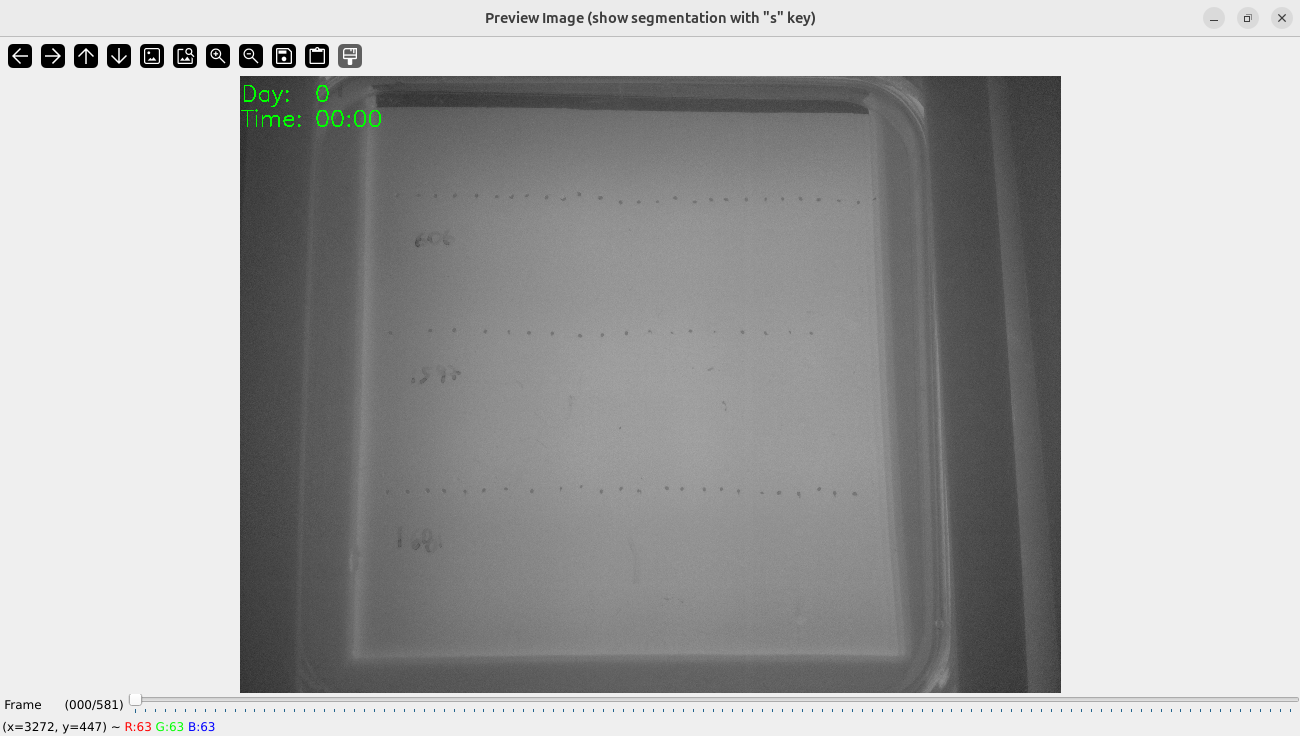 Preview Image (show segmentation with "s" key)
Day: 0
Time: 00:00
606
Frame (000/581)
(x=3272, y=447) ~ R:63 G:63 B:63